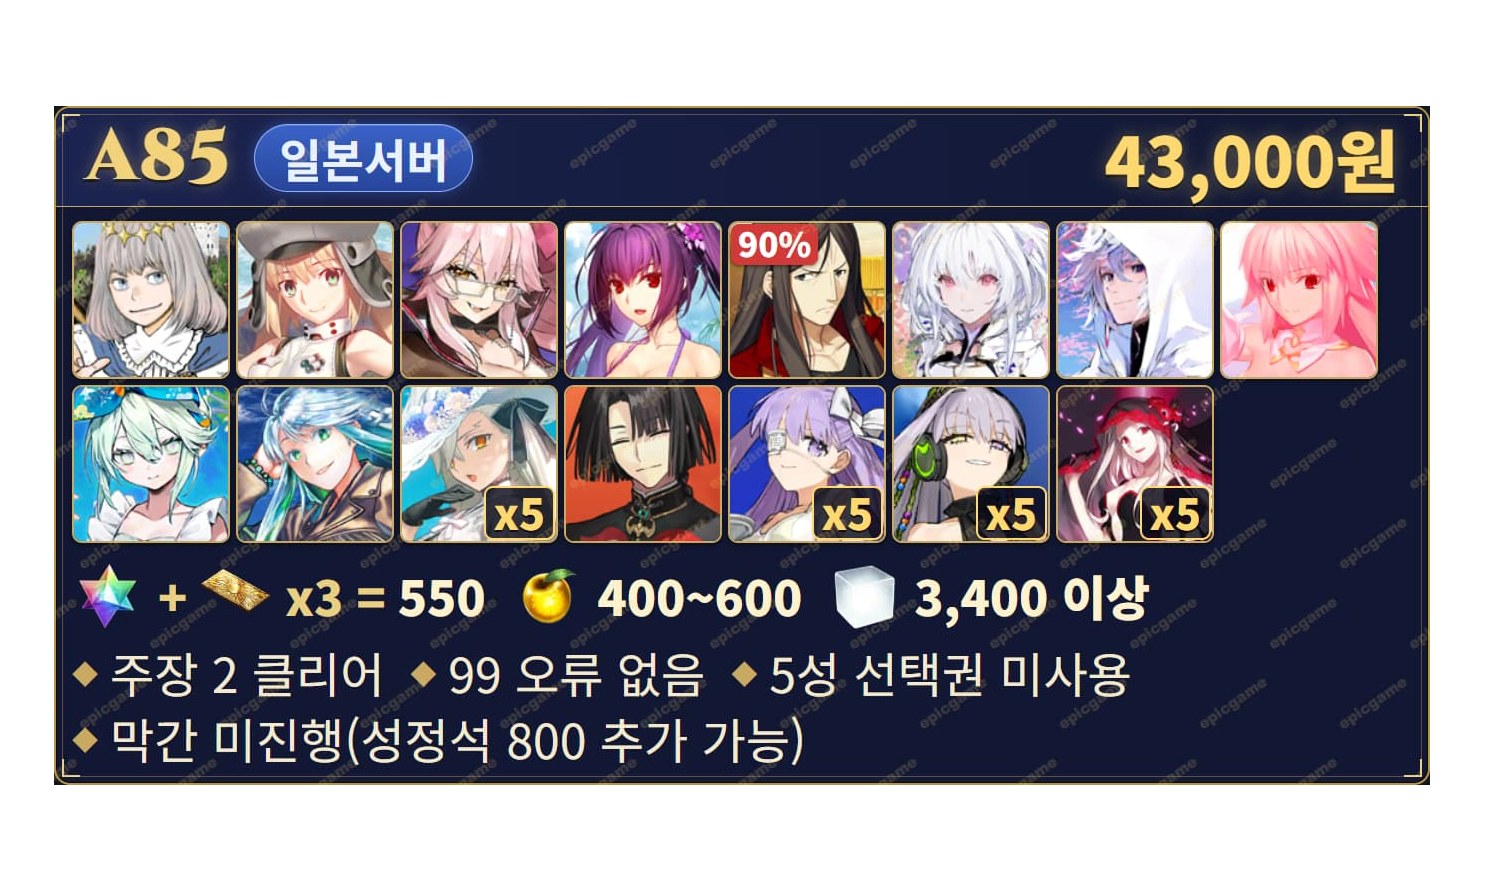 A85 일본서버 43,000원
90%
x5 x5 x5 x5
+ x3 = 550 400~600 3,400 이상
◆ 주장 2 클리어 ◆ 99 오류 없음 ◆ 5성 선택권 미사용
◆ 막간 미진행(성정석 800 추가 가능)
epicgame